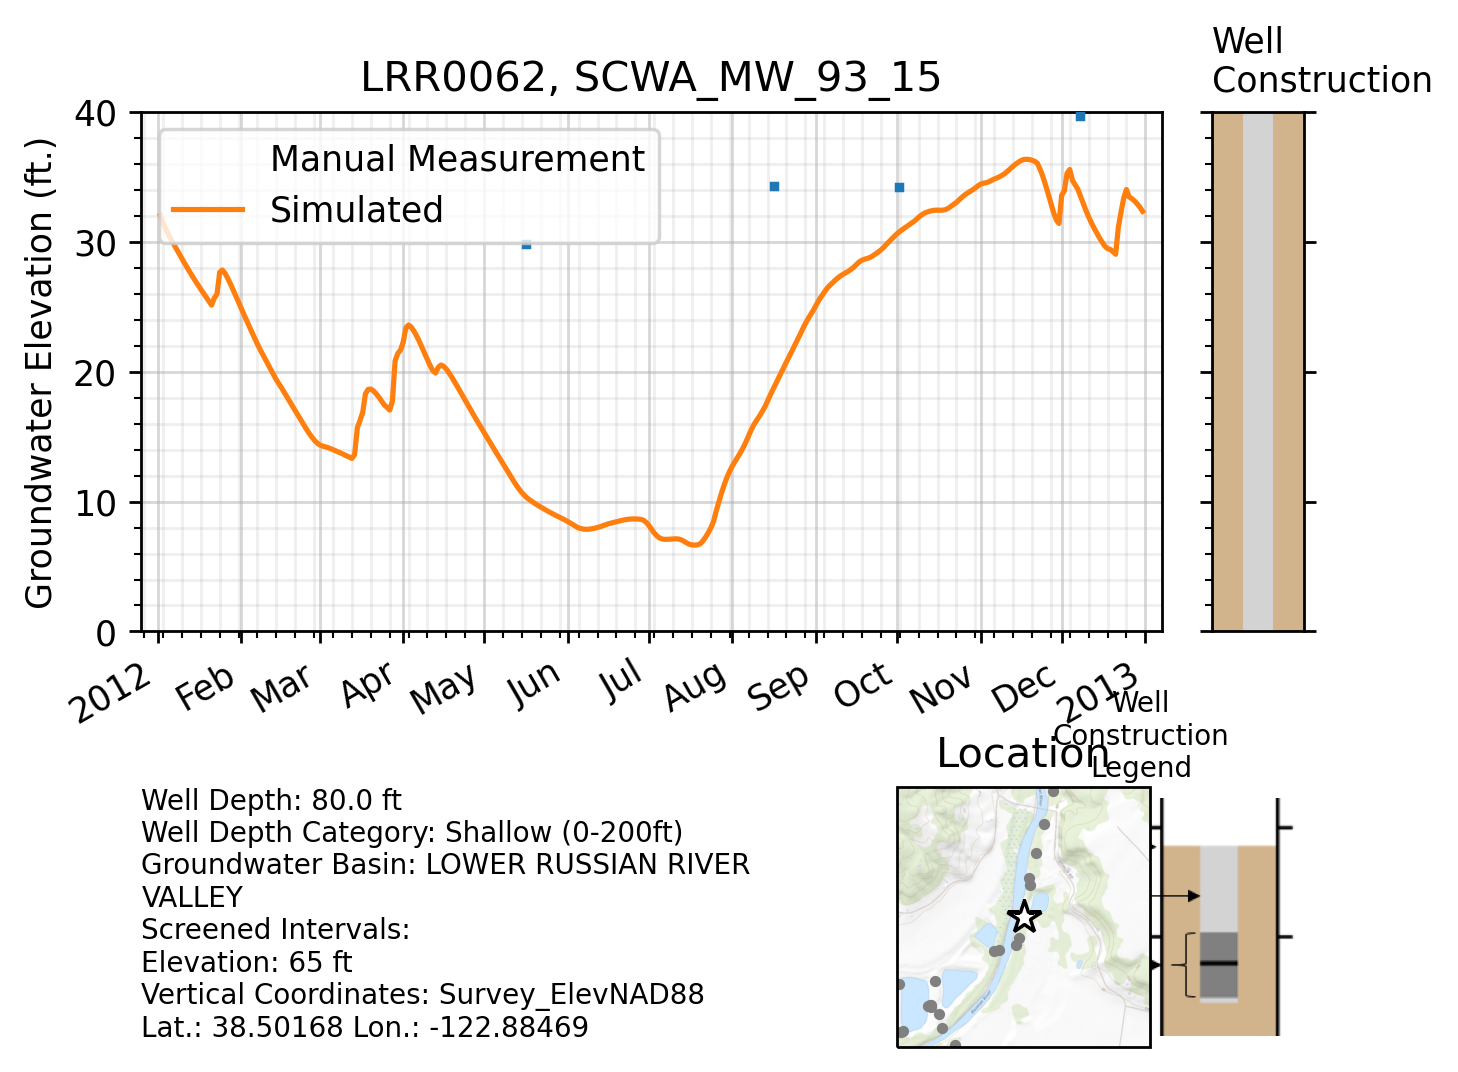 Well
Construction
LRR0062, SCWA_MW_93_15
Groundwater Elevation (ft.)
40
30
20
10
0
Manual Measurement
Simulated
2012
Feb
Mar
Apr
May
Jun
Jul
Aug
Sep
Oct
Nov
Dec
2013
Well
Construction
Legend
Location
Well Depth: 80.0 ft
Well Depth Category: Shallow (0-200ft)
Groundwater Basin: LOWER RUSSIAN RIVER
VALLEY
Screened Intervals:
Elevation: 65 ft
Vertical Coordinates: Survey_ElevNAD88
Lat.: 38.50168 Lon.: -122.88469